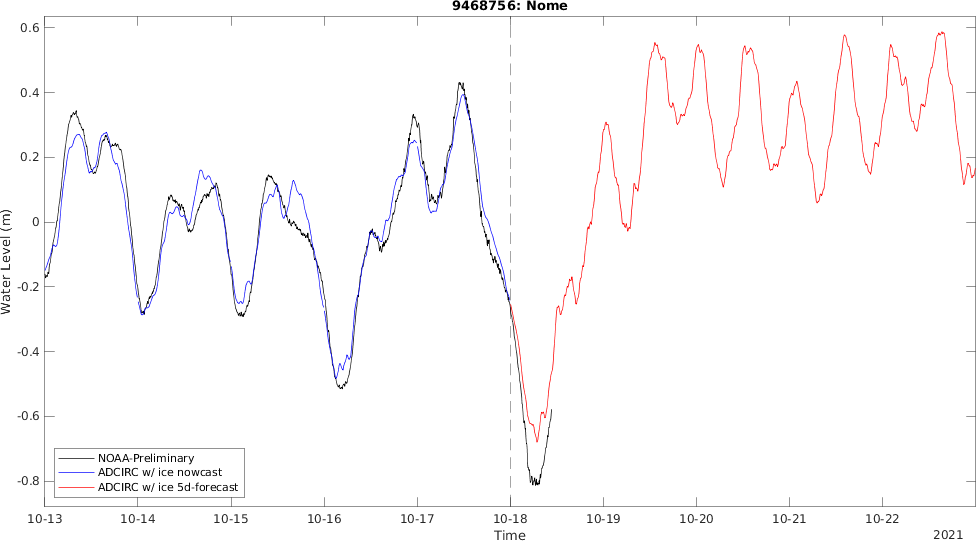 9468756: Nome
0.6
0.4
0.2
0
-0.2
-0.4
-0.6
-0.8
Water Level (m)
NOAA-Preliminary
ADCIRC w/ ice nowcast
ADCIRC w/ ice 5d-forecast
10-13 10-14 10-15 10-16 10-17 10-18 10-19 10-20 10-21 10-22
Time
2021